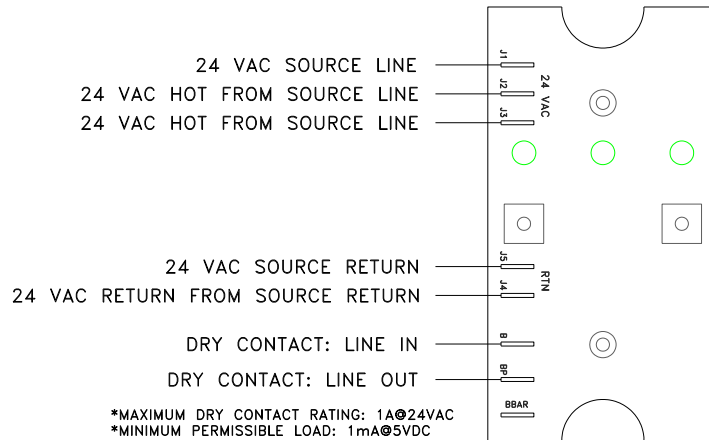 24 VAC SOURCE LINE
J1
24 VAC HOT FROM SOURCE LINE
J2
24 VAC
24 VAC HOT FROM SOURCE LINE
J3
24 VAC SOURCE RETURN
J5
RTN
24 VAC RETURN FROM SOURCE RETURN
J4
DRY CONTACT: LINE IN
B
DRY CONTACT: LINE OUT
BP
BBAR
*MAXIMUM DRY CONTACT RATING: 1A@24VAC
*MINIMUM PERMISSIBLE LOAD: 1mA@5VDC